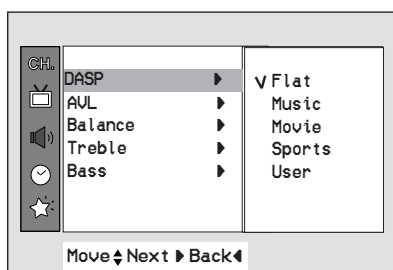 CH.
DASP
AVL
Balance
Treble
Bass
√ Flat
Music
Movie
Sports
User
Move Next Back